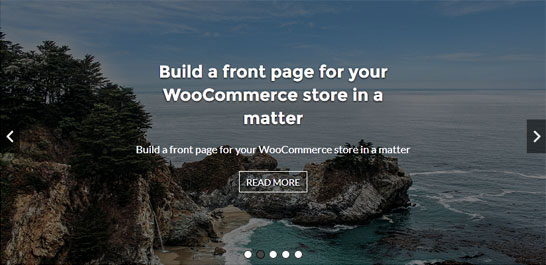 Build a front page for your
WooCommerce store in a
matter
Build a front page for your WooCommerce store in a matter
READ MORE